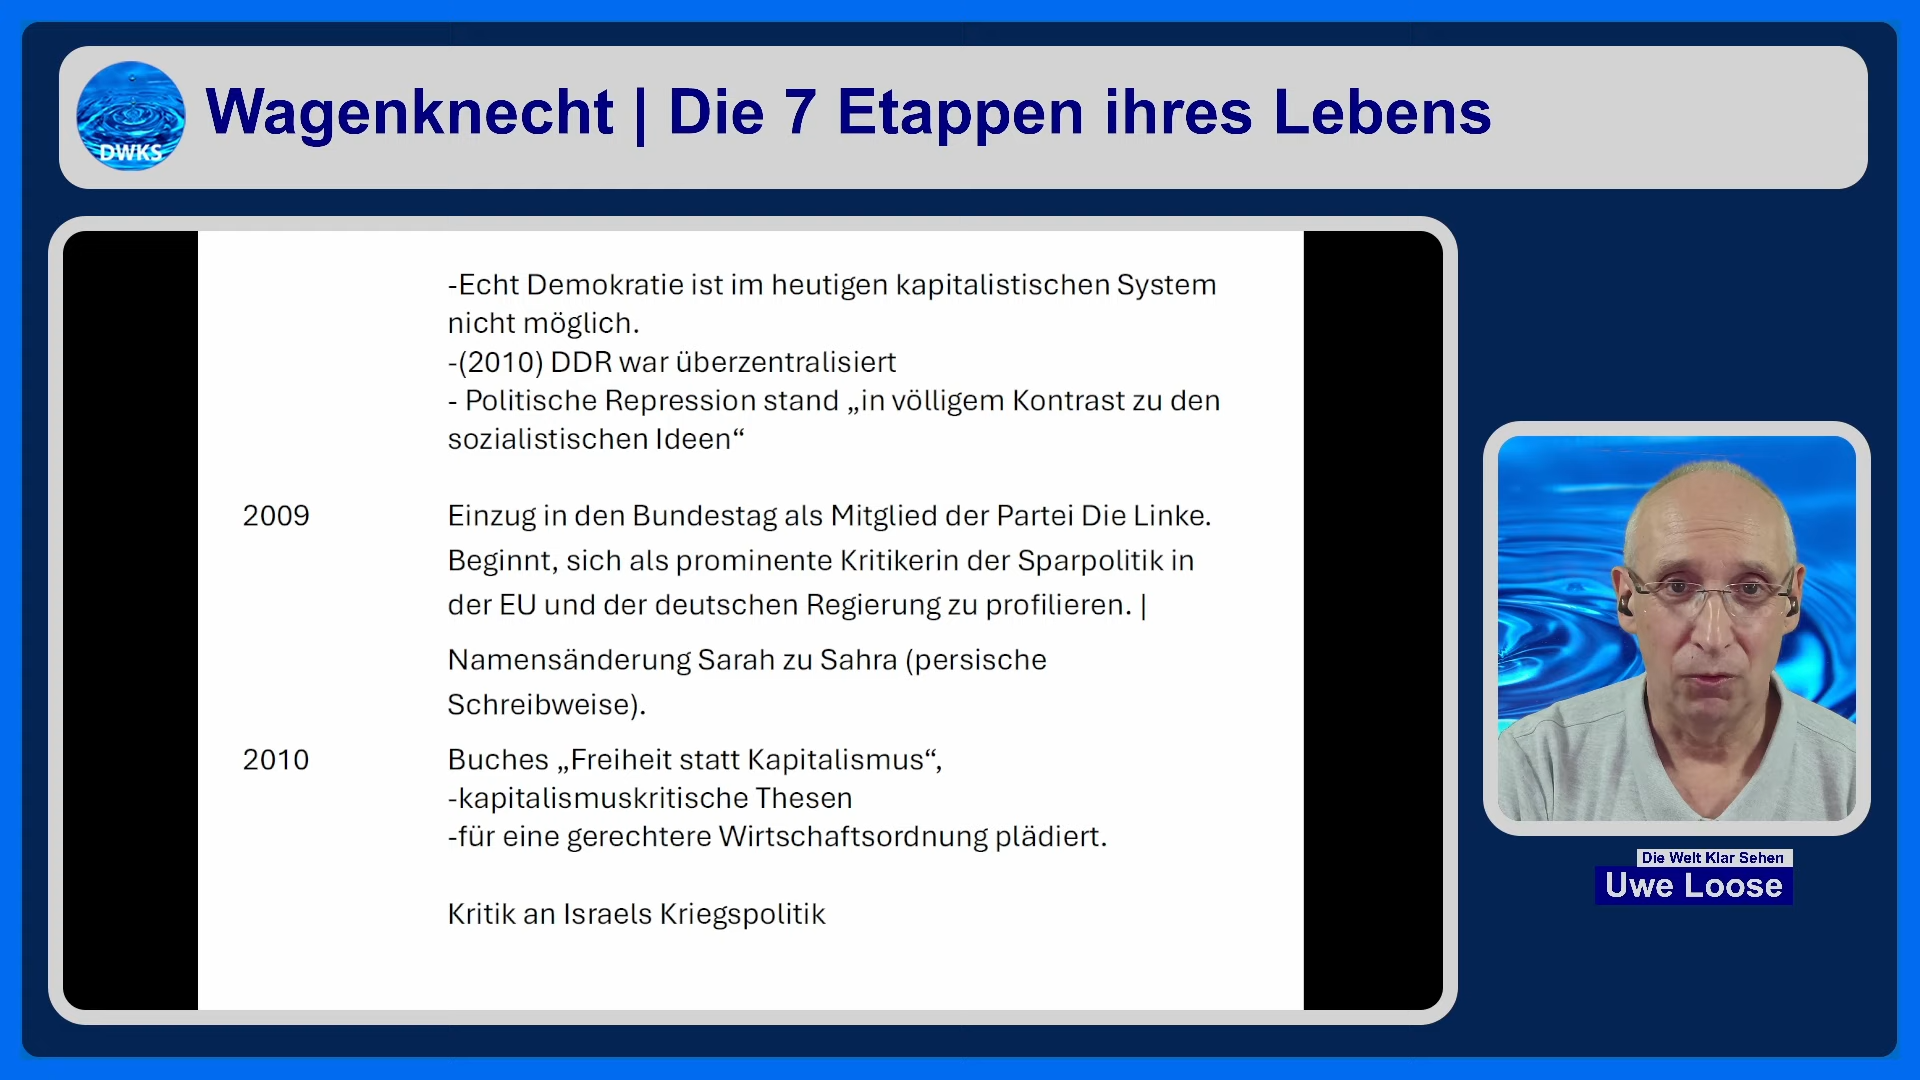 DWKS
Wagenknecht | Die 7 Etappen ihres Lebens
-Echt Demokratie ist im heutigen kapitalistischen System
nicht möglich.
-(2010) DDR war überzentralisiert
- Politische Repression stand „in völligem Kontrast zu den
sozialistischen Ideen“
2009 Einzug in den Bundestag als Mitglied der Partei Die Linke.
Beginnt, sich als prominente Kritikerin der Sparpolitik in
der EU und der deutschen Regierung zu profilieren. |
Namensänderung Sarah zu Sahra (persische
Schreibweise).
2010 Buches „Freiheit statt Kapitalismus“,
-kapitalismuskritische Thesen
-für eine gerechtere Wirtschaftsordnung plädiert.
Kritik an Israels Kriegspolitik
Die Welt Klar Sehen
Uwe Loose